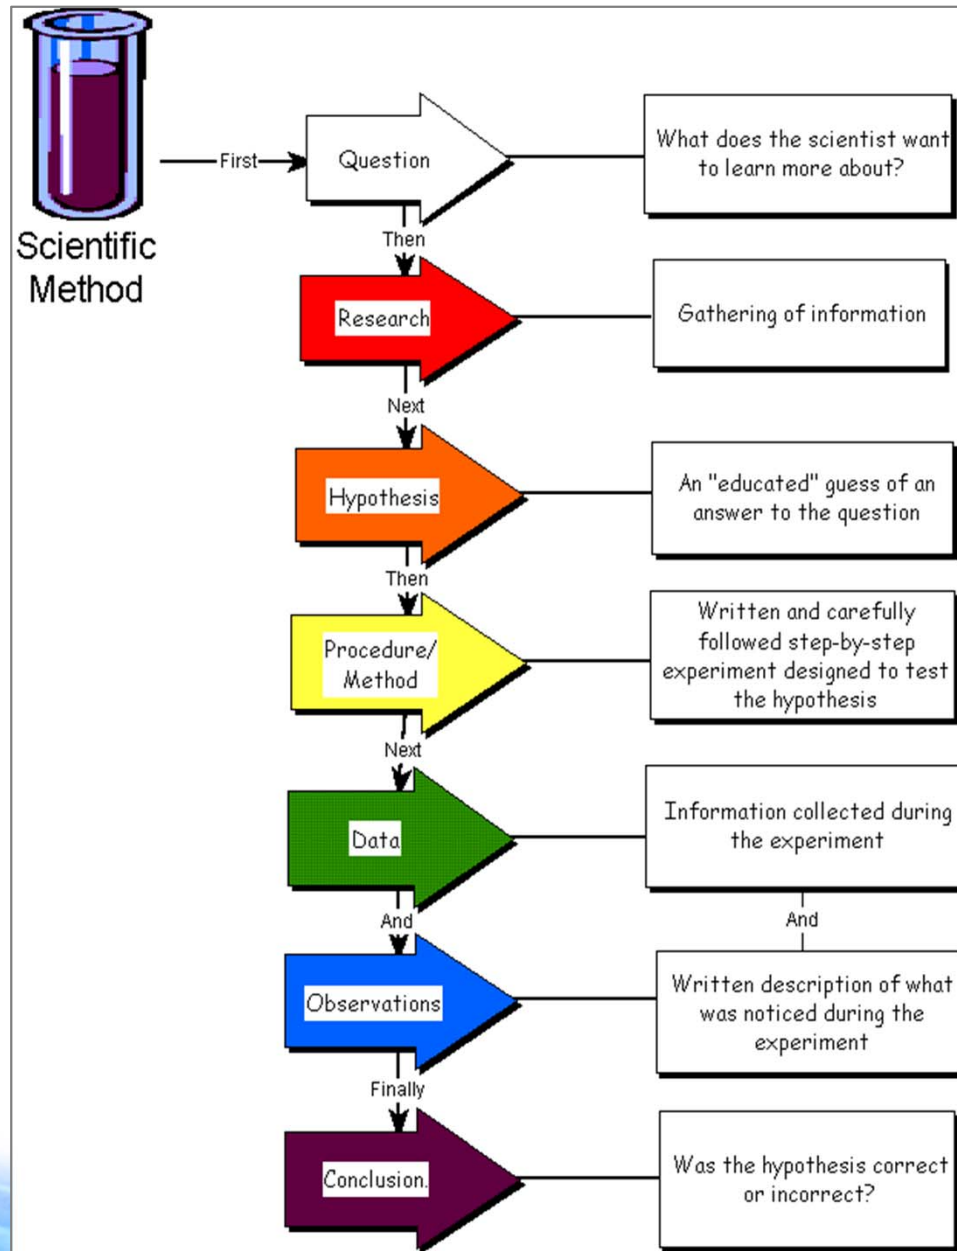 Scientific
Method
First
Question
What does the scientist want
to learn more about?
Then
Research
Gathering of information
Next
Hypothesis
An "educated" guess of an
answer to the question
Then
Procedure/
Method
Written and carefully
followed step-by-step
experiment designed to test
the hypothesis
Next
Data
Information collected during
the experiment
And
And
Observations
Written description of what
was noticed during the
experiment
Finally
Conclusion.
Was the hypothesis correct
or incorrect?